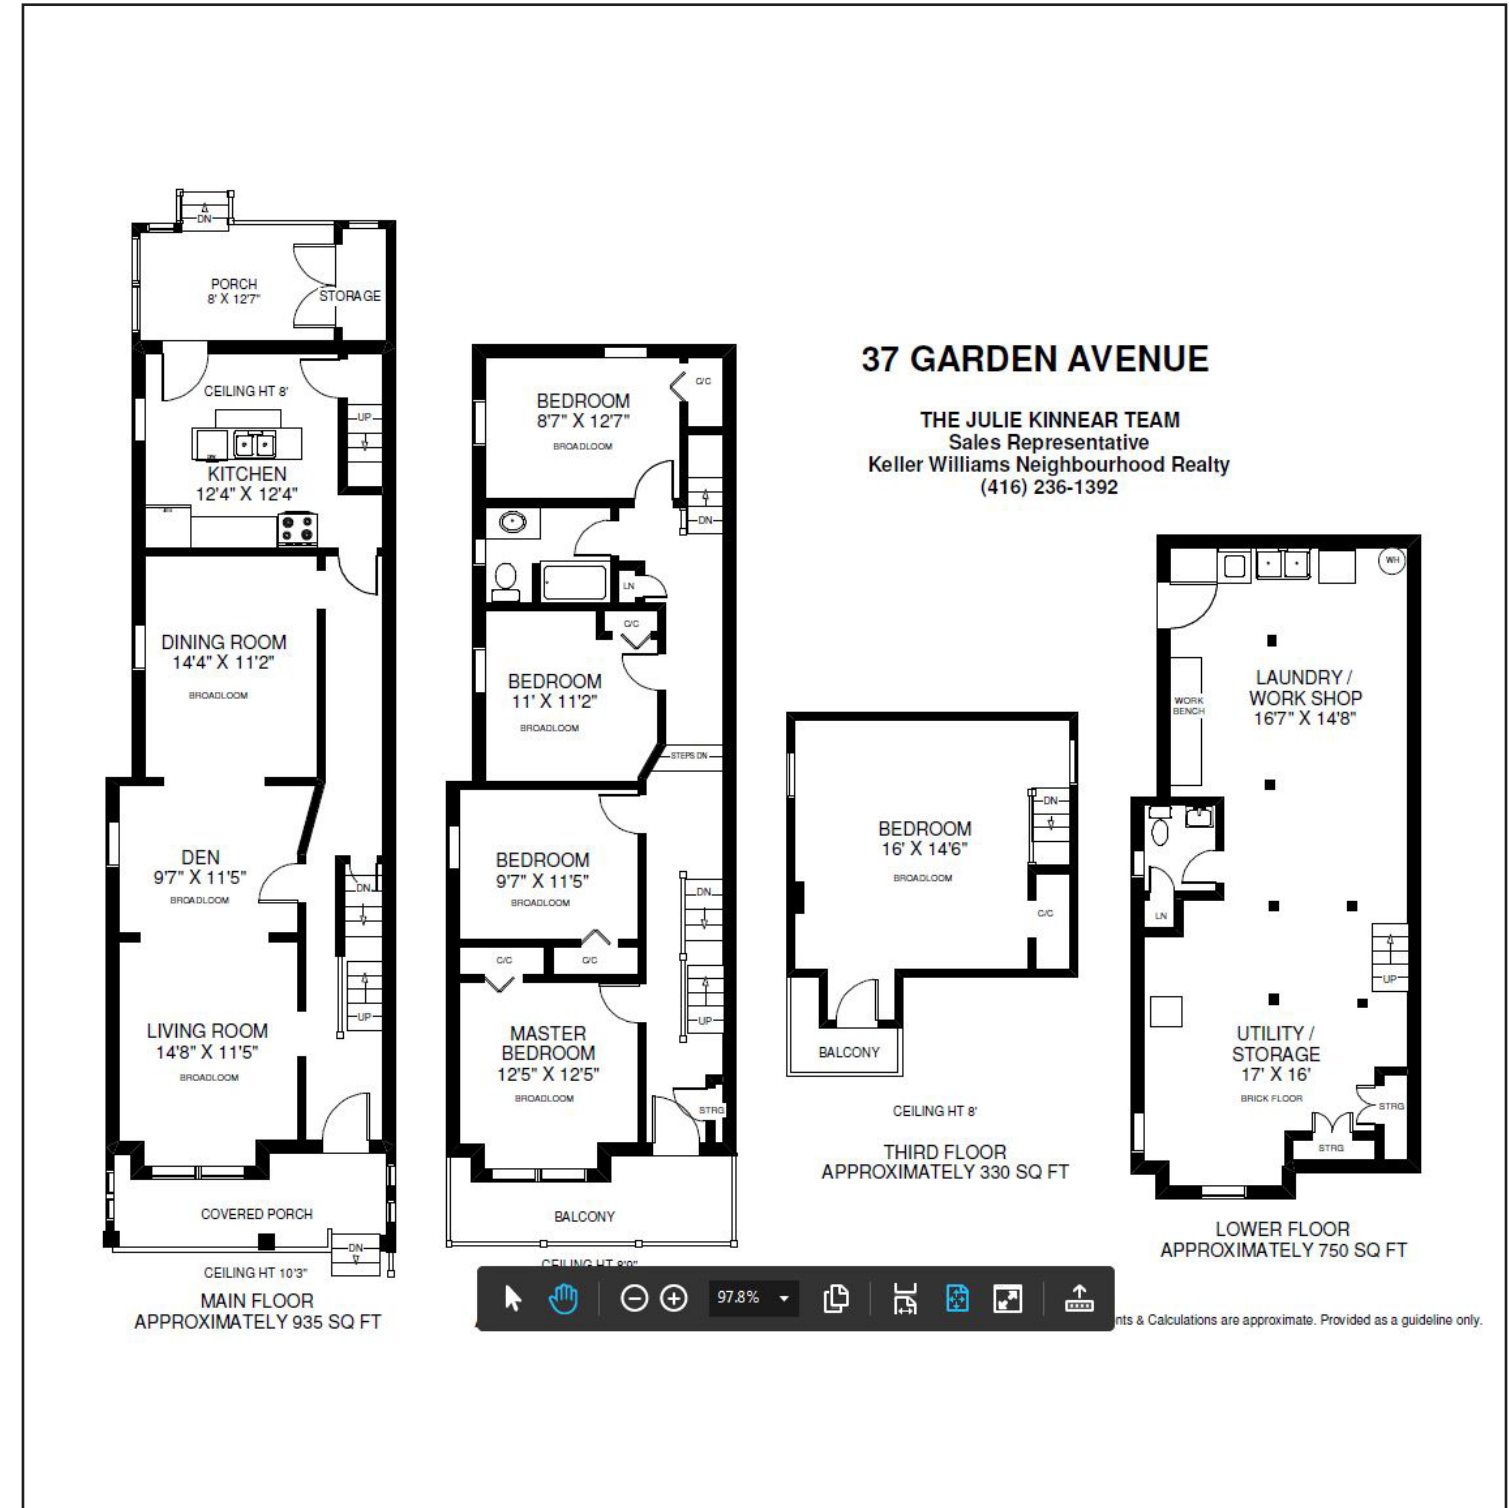 DN
PORCH
8' X 12'7"
STORAGE
CEILING HT 8'
UP
KITCHEN
12'4" X 12'4"
DINING ROOM
14'4" X 11'2"
BROADLOOM
DEN
9'7" X 11'5"
BROADLOOM
DN
LIVING ROOM
14'8" X 11'5"
BROADLOOM
UP
COVERED PORCH
DN
CEILING HT 10'3"
MAIN FLOOR
APPROXIMATELY 935 SQ FT
BEDROOM
8'7" X 12'7"
BROADLOOM
C/C
DN
LN
C/C
BEDROOM
11' X 11'2"
BROADLOOM
STEPS DN
BEDROOM
9'7" X 11'5"
BROADLOOM
DN
C/C
C/C
UP
MASTER
BEDROOM
12'5" X 12'5"
BROADLOOM
STRG
BALCONY
CEILING HT 8'9"
37 GARDEN AVENUE
THE JULIE KINNEAR TEAM
Sales Representative
Keller Williams Neighbourhood Realty
(416) 236-1392
DN
BEDROOM
16' X 14'6"
BROADLOOM
C/C
BALCONY
CEILING HT 8'
THIRD FLOOR
APPROXIMATELY 330 SQ FT
WH
LAUNDRY /
WORK SHOP
16'7" X 14'8"
WORK
BENCH
LN
UP
UTILITY /
STORAGE
17' X 16'
BRICK FLOOR
STRG
STRG
LOWER FLOOR
APPROXIMATELY 750 SQ FT
97.8%
& Calculations are approximate. Provided as a guideline only.